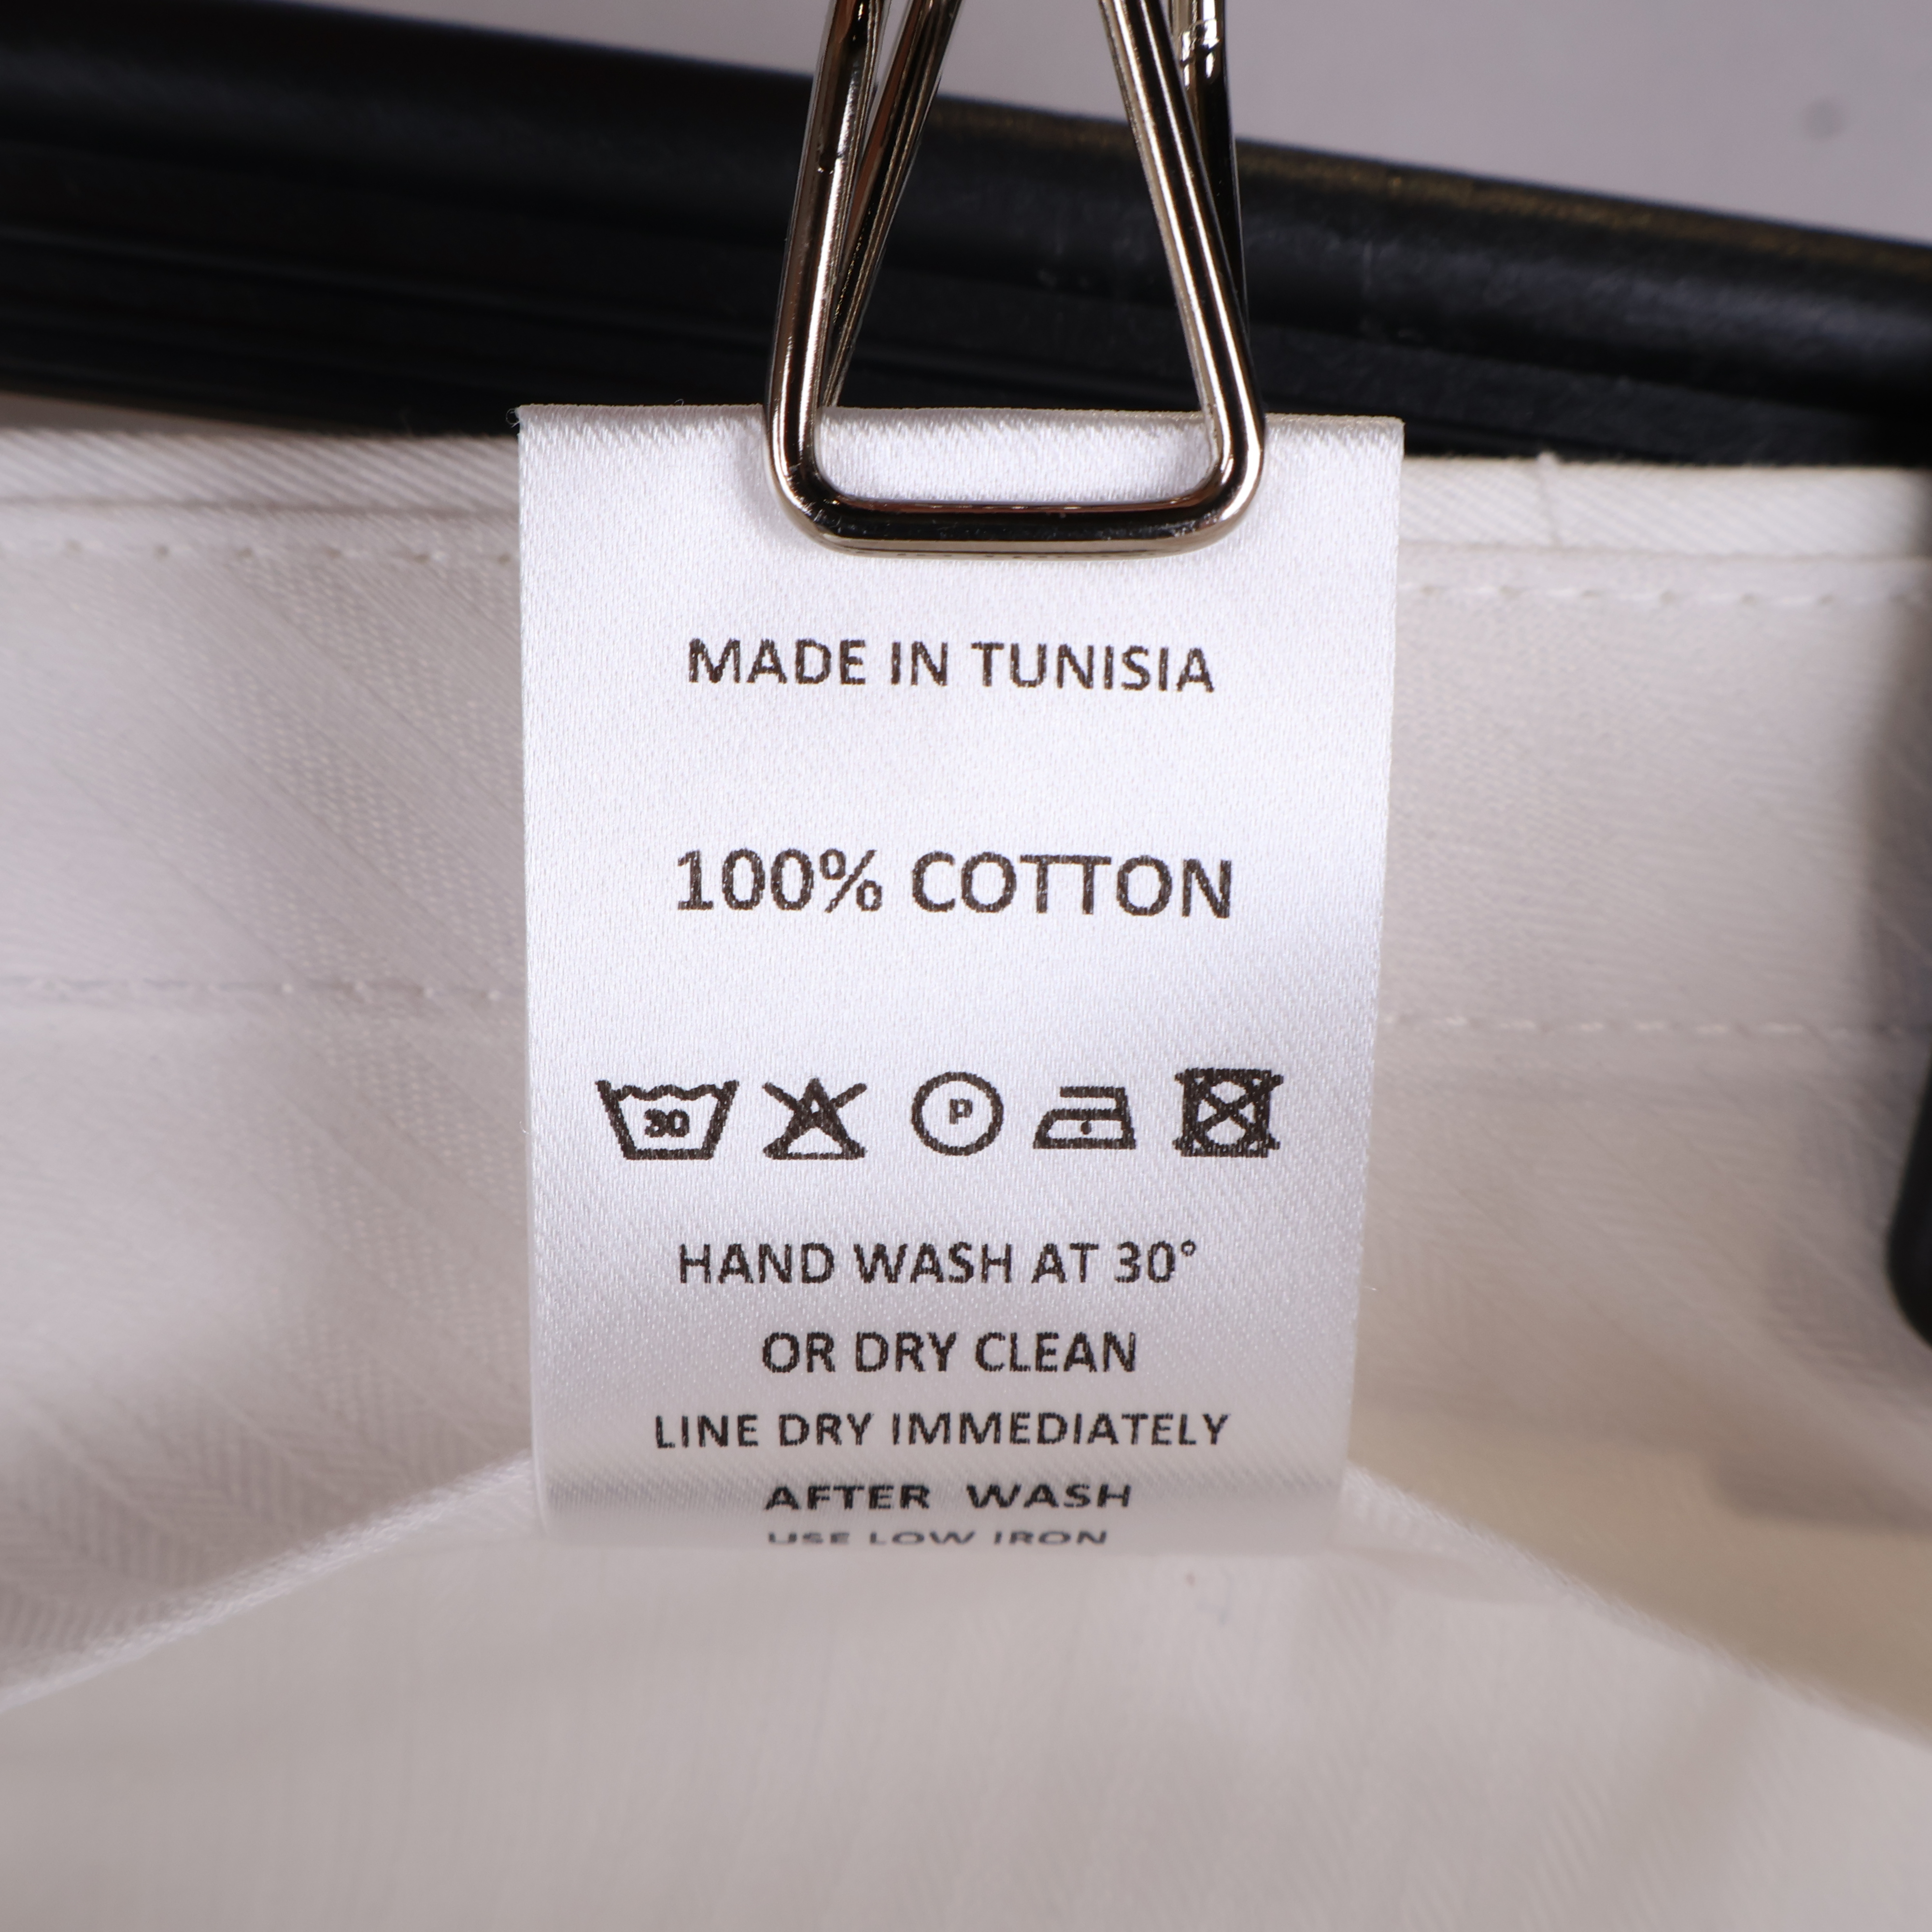 MADE IN TUNISIA
100% COTTON
30 P
HAND WASH AT 30°
OR DRY CLEAN
LINE DRY IMMEDIATELY
AFTER WASH
USE LOW IRON